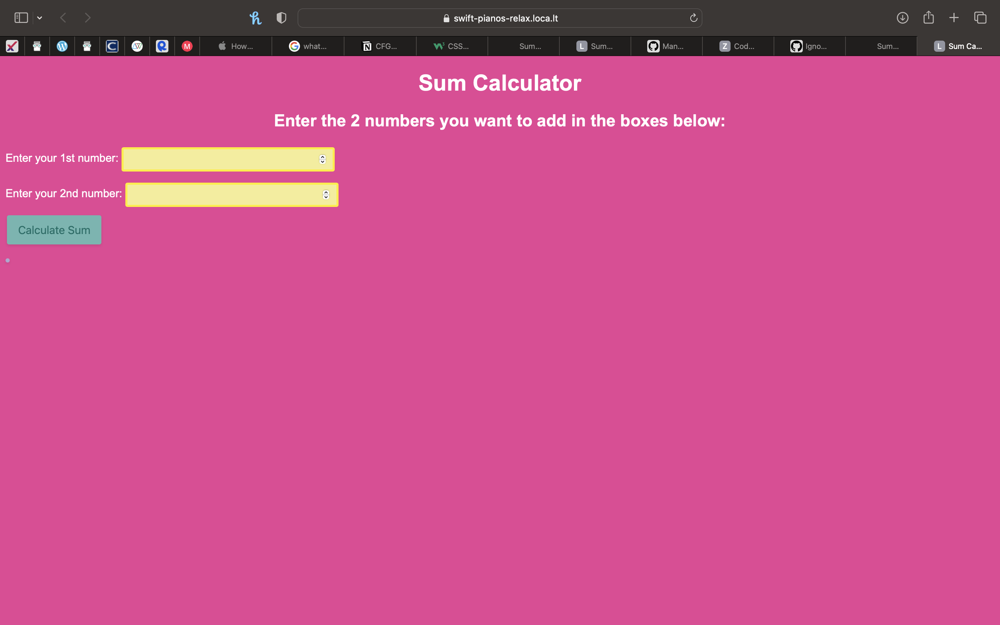 swift-pianos-relax.loca.lt
M How... what... CFG... CSS... Sum... L Sum... Man... Z Cod... Igno... Sum... L Sum Ca...
Sum Calculator
Enter the 2 numbers you want to add in the boxes below:
Enter your 1st number:
Enter your 2nd number:
Calculate Sum